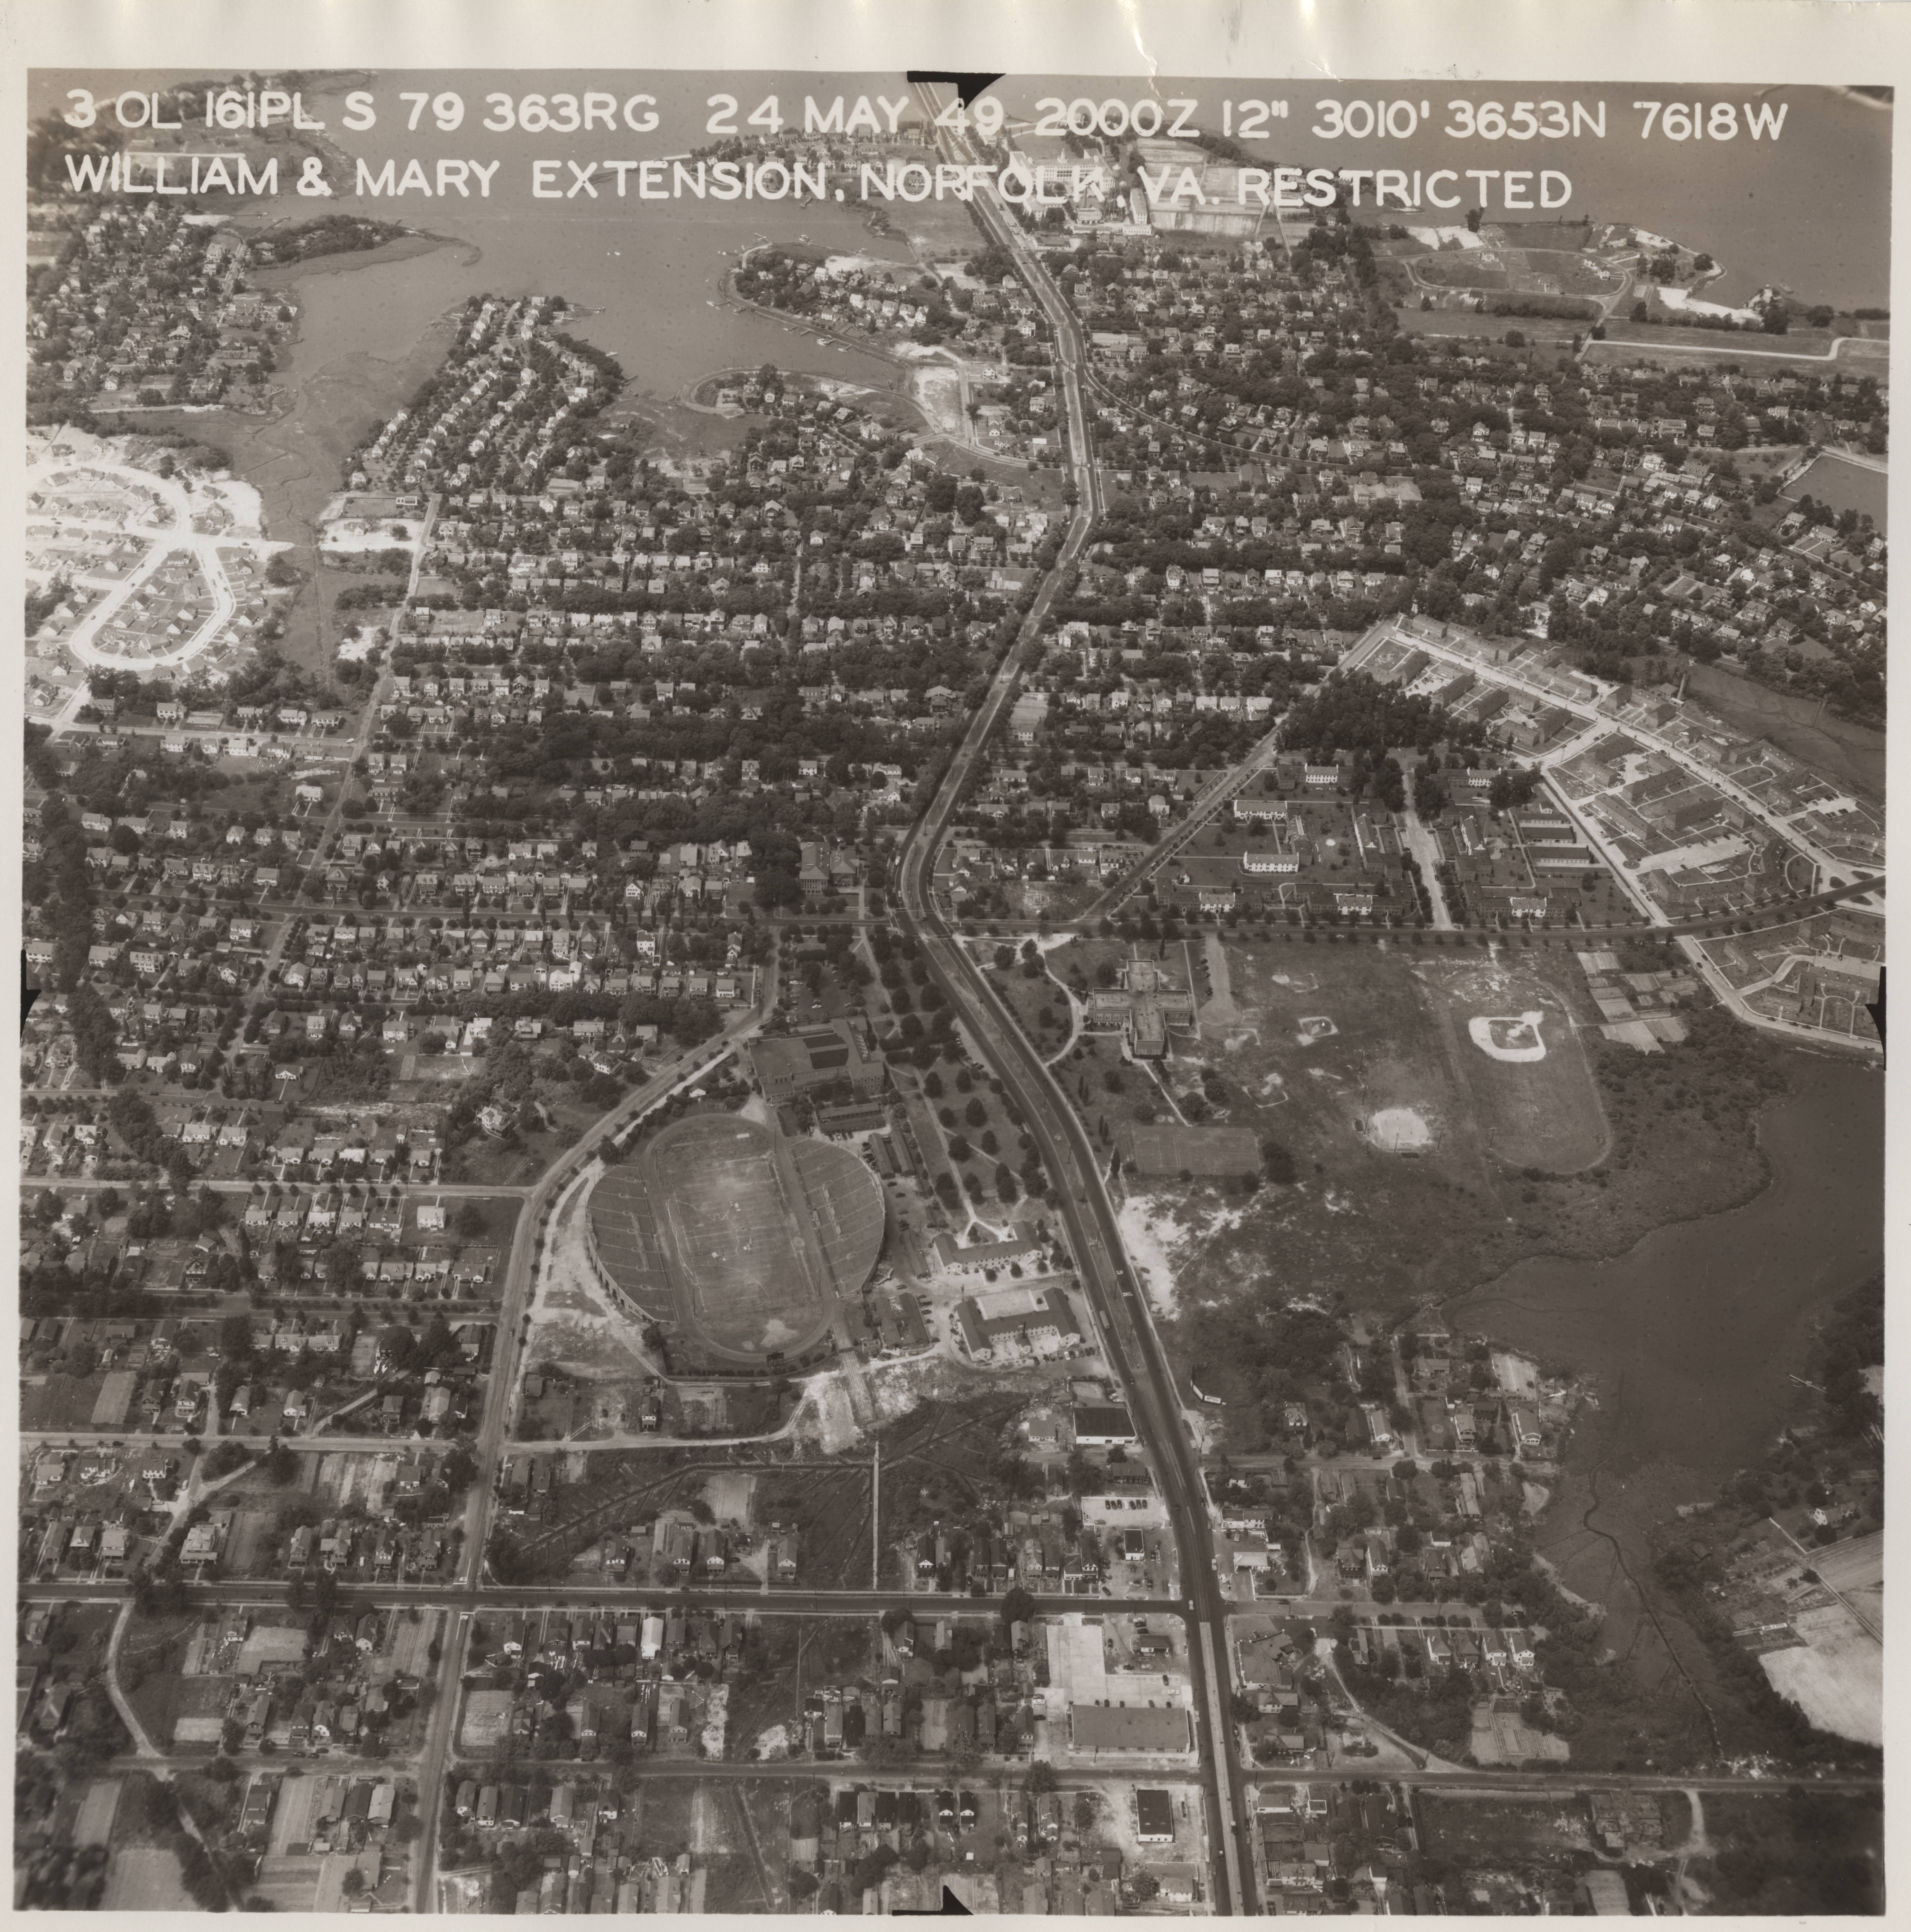 3 OL 161PL S 79 363RG 24 MAY 49 2000Z 12" 3010' 3653N 7618W
WILLIAM & MARY EXTENSION, NORFOLK, VA. RESTRICTED